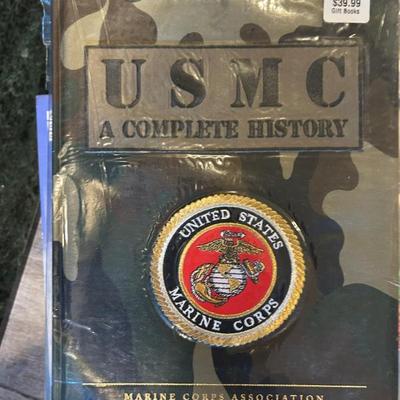 $39.99
Gift Books
USMC
A COMPLETE HISTORY
UNITED STATES
MARINE CORPS
MARINE CORPS ASSOCIATION